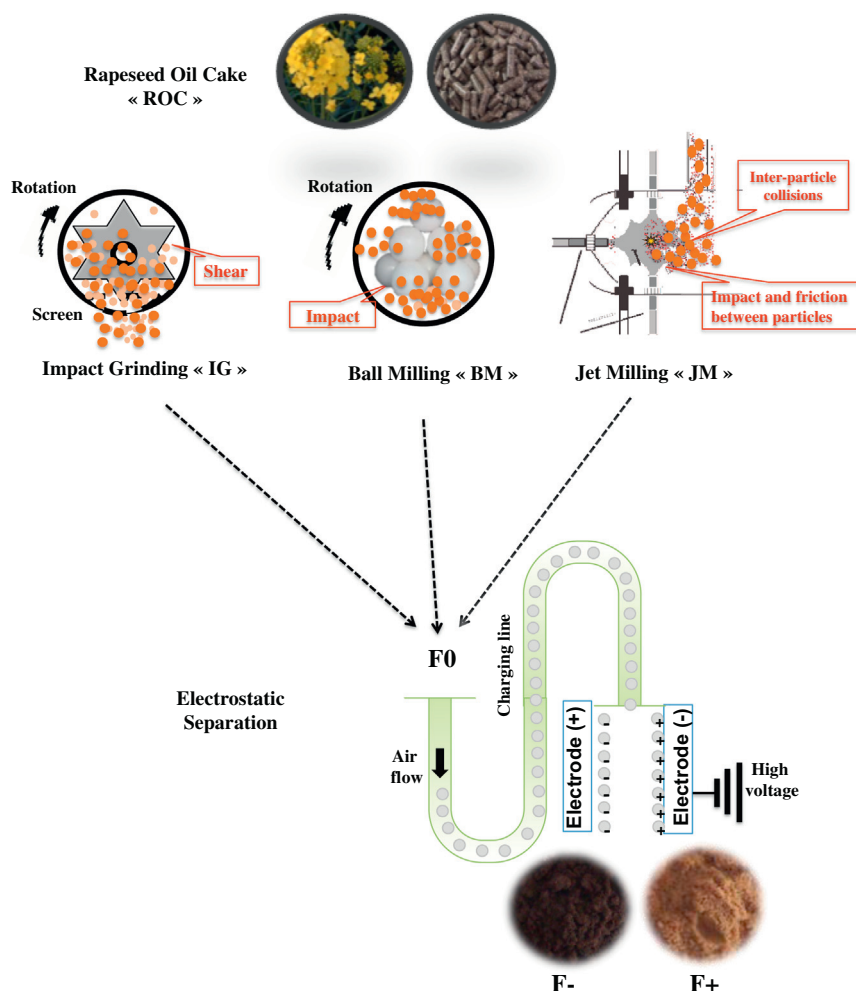 Rapeseed Oil Cake
« ROC »
Rotation
Shear
Screen
Impact Grinding « IG »
Rotation
Impact
Ball Milling « BM »
Inter-particle
collisions
Impact and friction
between particles
Jet Milling « JM »
F0
Electrostatic
Separation
Air
flow
Charging line
Electrode (+)
- - - - - - -
+ + + + + + + +
Electrode (-)
High
voltage
F-
F+